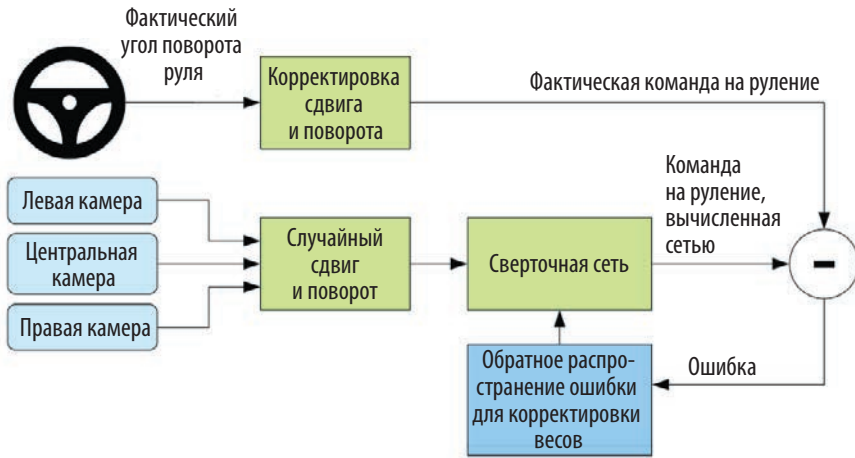 Фактический
угол поворота
руля
Корректировка
сдвига
и поворота
Фактическая команда на руление
Левая камера
Центральная
камера
Правая камера
Случайный
сдвиг
и поворот
Сверточная сеть
Команда
на руление,
вычисленная
сетью
Обратное распро-
странение ошибки
для корректировки
весов
Ошибка